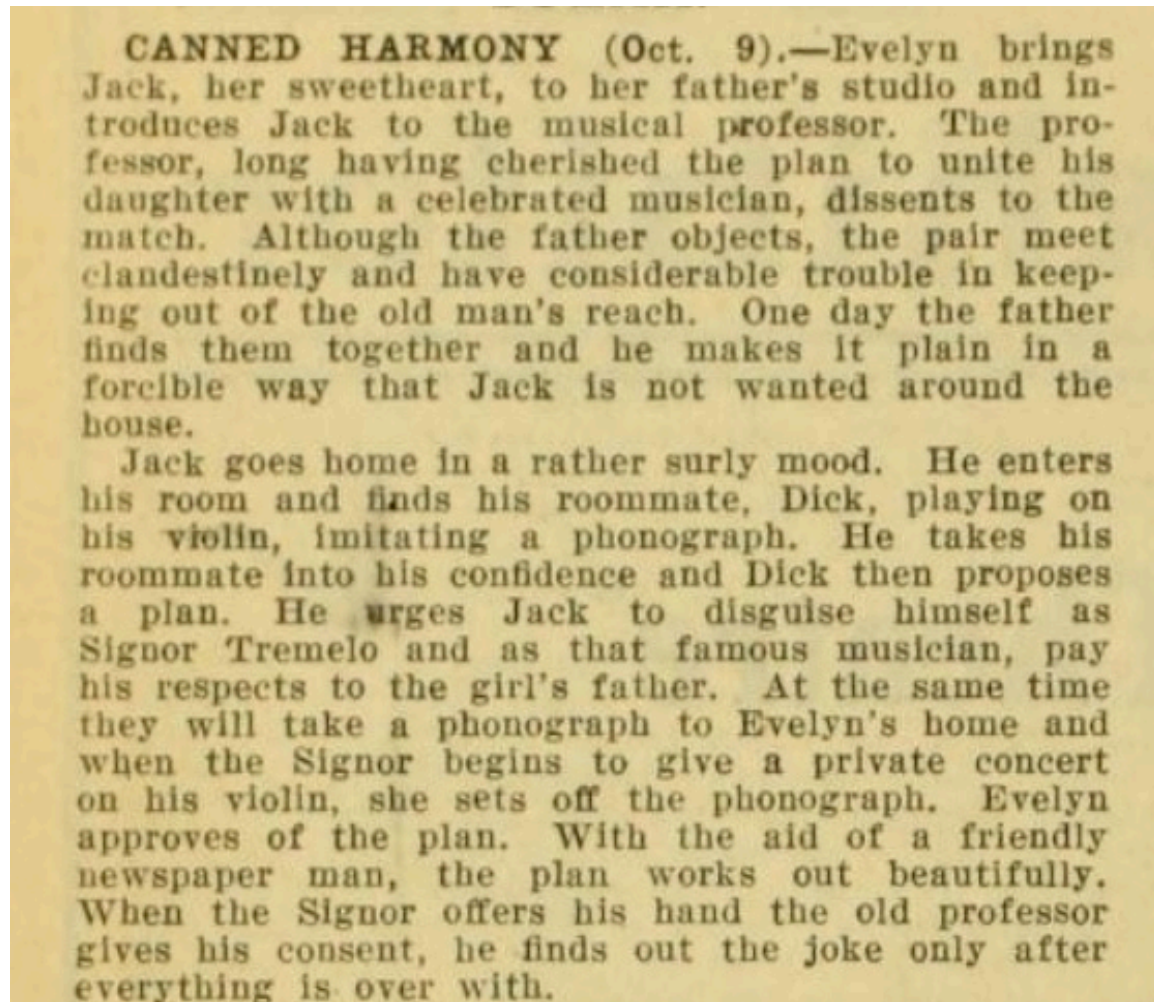 CANNED HARMONY (Oct. 9).—Evelyn brings
Jack, her sweetheart, to her father's studio and in-
troduces Jack to the musical professor. The pro-
fessor, long having cherished the plan to unite his
daughter with a celebrated musician, dissents to the
match. Although the father objects, the pair meet
clandestinely and have considerable trouble in keep-
ing out of the old man's reach. One day the father
finds them together and he makes it plain in a
forcible way that Jack is not wanted around the
house.
Jack goes home in a rather surly mood. He enters
his room and finds his roommate, Dick, playing on
his violin, imitating a phonograph. He takes his
roommate into his confidence and Dick then proposes
a plan. He urges Jack to disguise himself as
Signor Tremelo and as that famous musician, pay
his respects to the girl's father. At the same time
they will take a phonograph to Evelyn's home and
when the Signor begins to give a private concert
on his violin, she sets off the phonograph. Evelyn
approves of the plan. With the aid of a friendly
newspaper man, the plan works out beautifully.
When the Signor offers his hand the old professor
gives his consent, he finds out the joke only after
everything is over with.